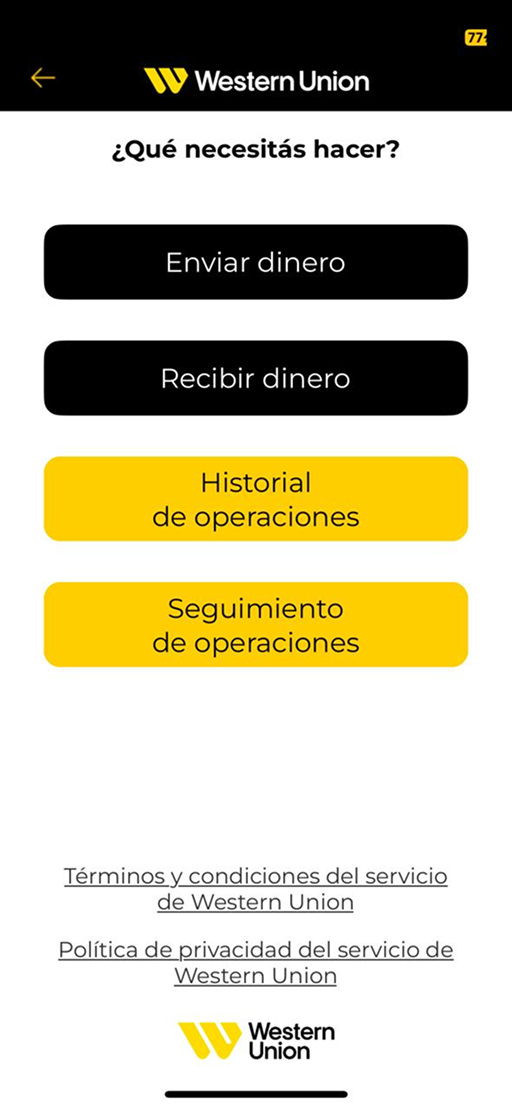 77
Western Union
¿Qué necesitás hacer?
Enviar dinero
Recibir dinero
Historial
de operaciones
Seguimiento
de operaciones
Términos y condiciones del servicio
de Western Union
Política de privacidad del servicio de
Western Union
Western
Union